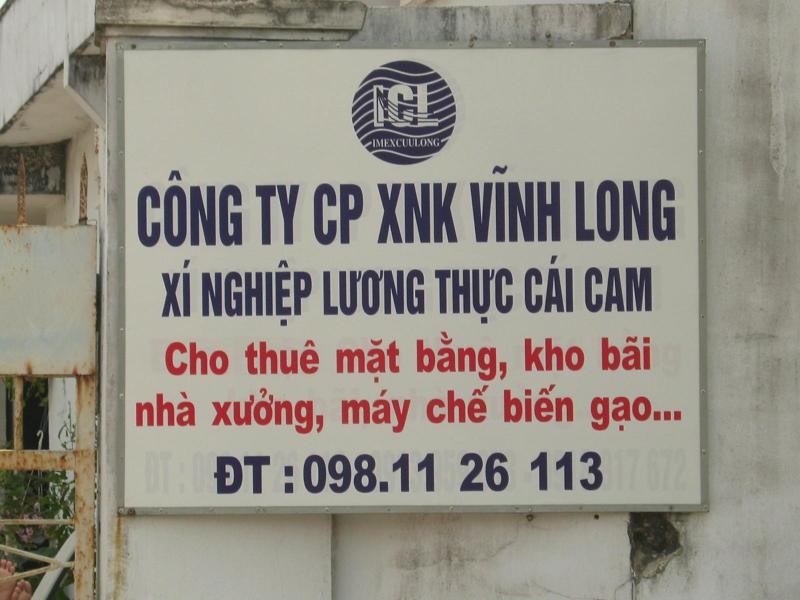 ICL
IMEXCUULONG
CÔNG TY CP XNK VĨNH LONG
XÍ NGHIỆP LƯƠNG THỰC CÁI CAM
Cho thuê mặt bằng, kho bãi
nhà xưởng, máy chế biến gạo...
ĐT : 098.11 26 113